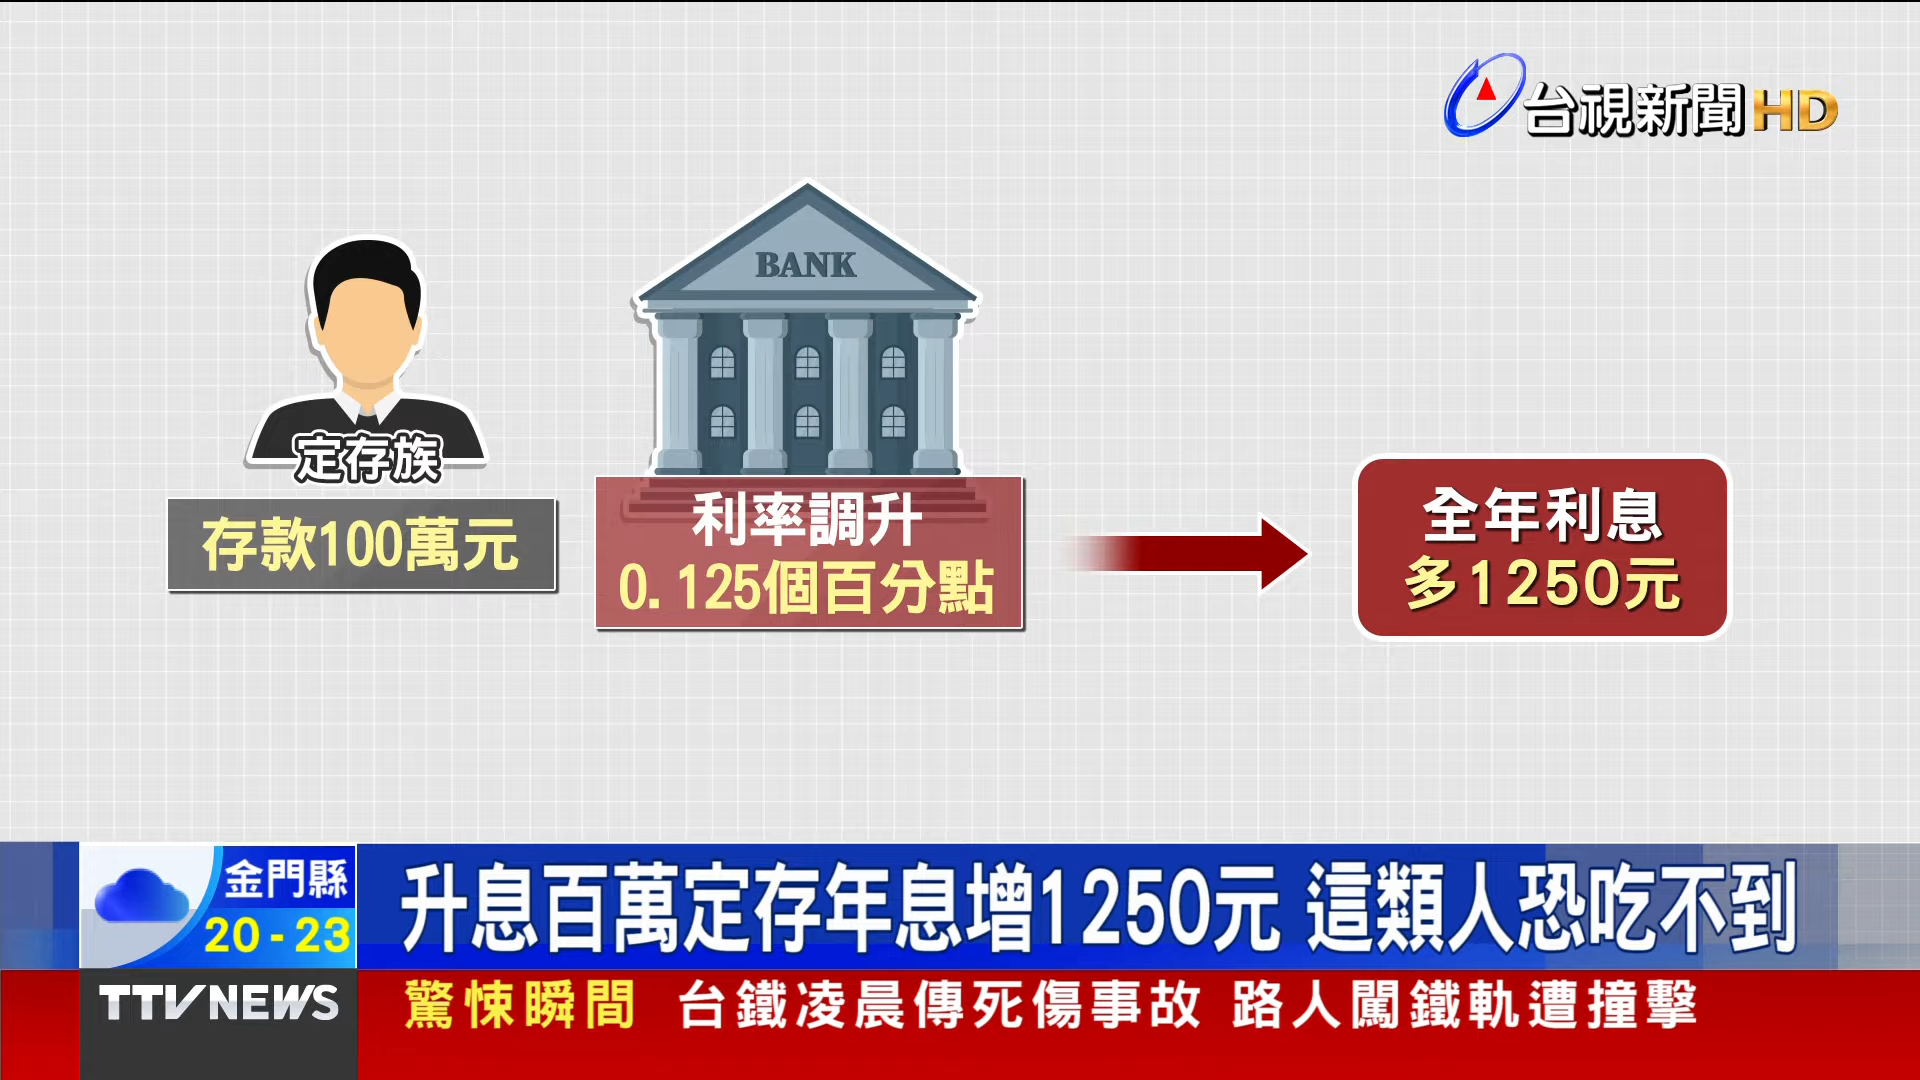 台視新聞HD
BANK
定存族
存款100萬元
利率調升
0.125個百分點
全年利息
多1250元
金門縣
20-23
升息百萬定存年息增1250元 這類人恐吃不到
TTV NEWS
驚悚瞬間 台鐵凌晨傳死傷事故 路人闖鐵軌遭撞擊